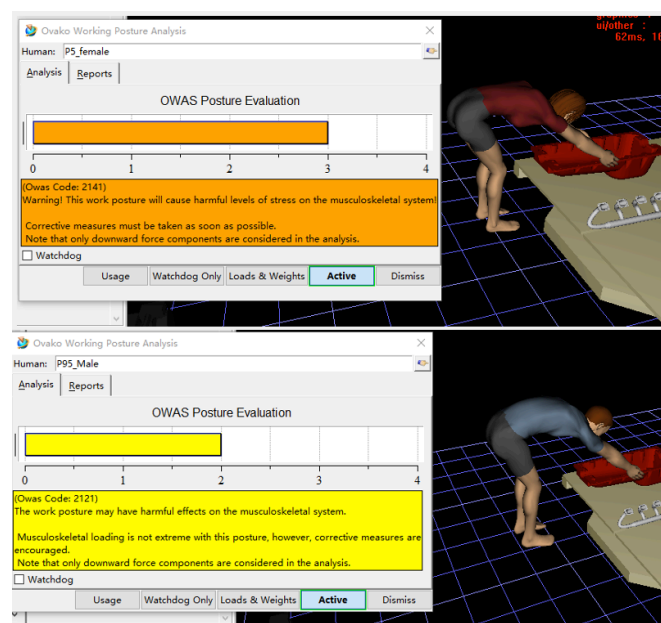 graphics :
ui/other :
62ms, 16
Ovako Working Posture Analysis
Human: P5_female
Analysis Reports
OWAS Posture Evaluation
0 1 2 3 4
(Owas Code: 2141)
Warning! This work posture will cause harmful levels of stress on the musculoskeletal system!
Corrective measures must be taken as soon as possible.
Note that only downward force components are considered in the analysis.
Watchdog
Usage Watchdog Only Loads & Weights Active Dismiss
Ovako Working Posture Analysis
Human: P95_Male
Analysis Reports
OWAS Posture Evaluation
0 1 2 3 4
(Owas Code: 2121)
The work posture may have harmful effects on the musculoskeletal system.
Musculoskeletal loading is not extreme with this posture, however, corrective measures are
encouraged.
Note that only downward force components are considered in the analysis.
Watchdog
Usage Watchdog Only Loads & Weights Active Dismiss